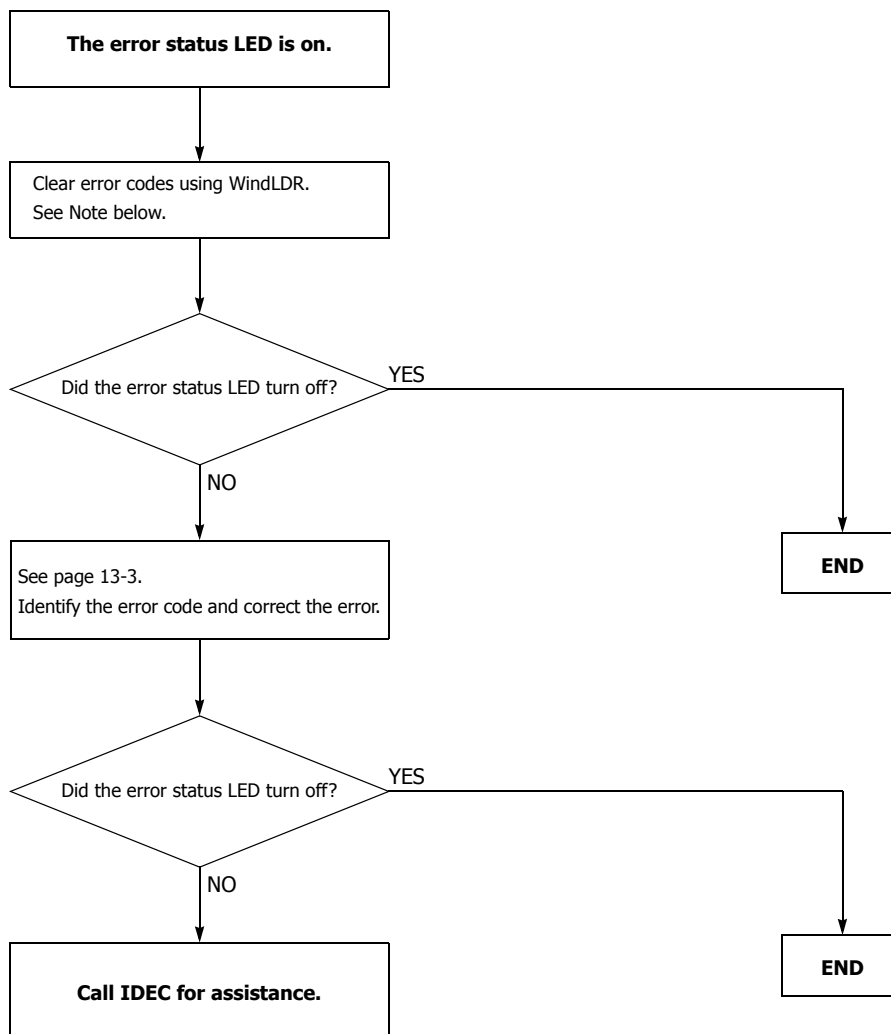 The error status LED is on.
Clear error codes using WindLDR.
See Note below.
Did the error status LED turn off?
YES
NO
END
See page 13-3.
Identify the error code and correct the error.
Did the error status LED turn off?
YES
NO
END
Call IDEC for assistance.